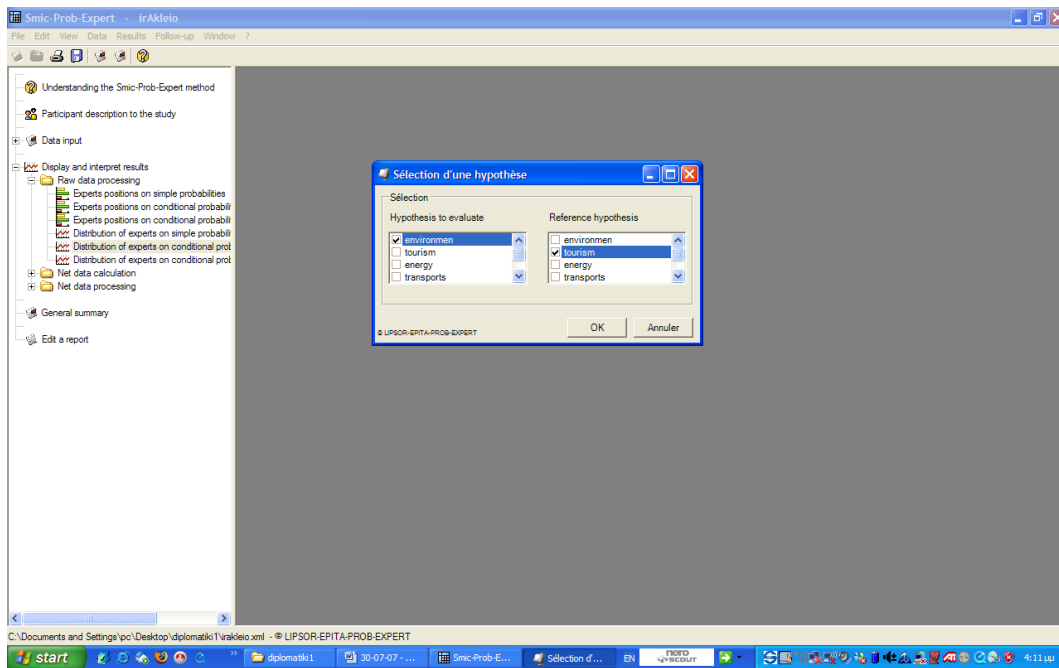 Smic-Prob-Expert - irAkleio
File Edit View Data Results Follow-up Window ?
Understanding the Smic-Prob-Expert method
Participant description to the study
Data input
Display and interpret results
Raw data processing
Experts positions on simple probabilities
Experts positions on conditional probabili
Experts positions on conditional probabili
Distribution of experts on simple probabili
Distribution of experts on conditional prob
Distribution of experts on conditional prob
Net data calculation
Net data processing
General summary
Edit a report
Sélection d'une hypothèse
Sélection
Hypothesis to evaluate Reference hypothesis
environmen environmen
tourism tourism
energy energy
transports transports
© LIPSOR-EPITA-PROB-EXPERT OK Annuler
C:\Documents and Settings\pc\Desktop\diplomatiki1\irakleio.xml - © LIPSOR-EPITA-PROB-EXPERT
start diplomatiki1 30-07-07 - ... Smic-Prob-E... Sélection d'... EN nero SCOUT 4:11 μμ